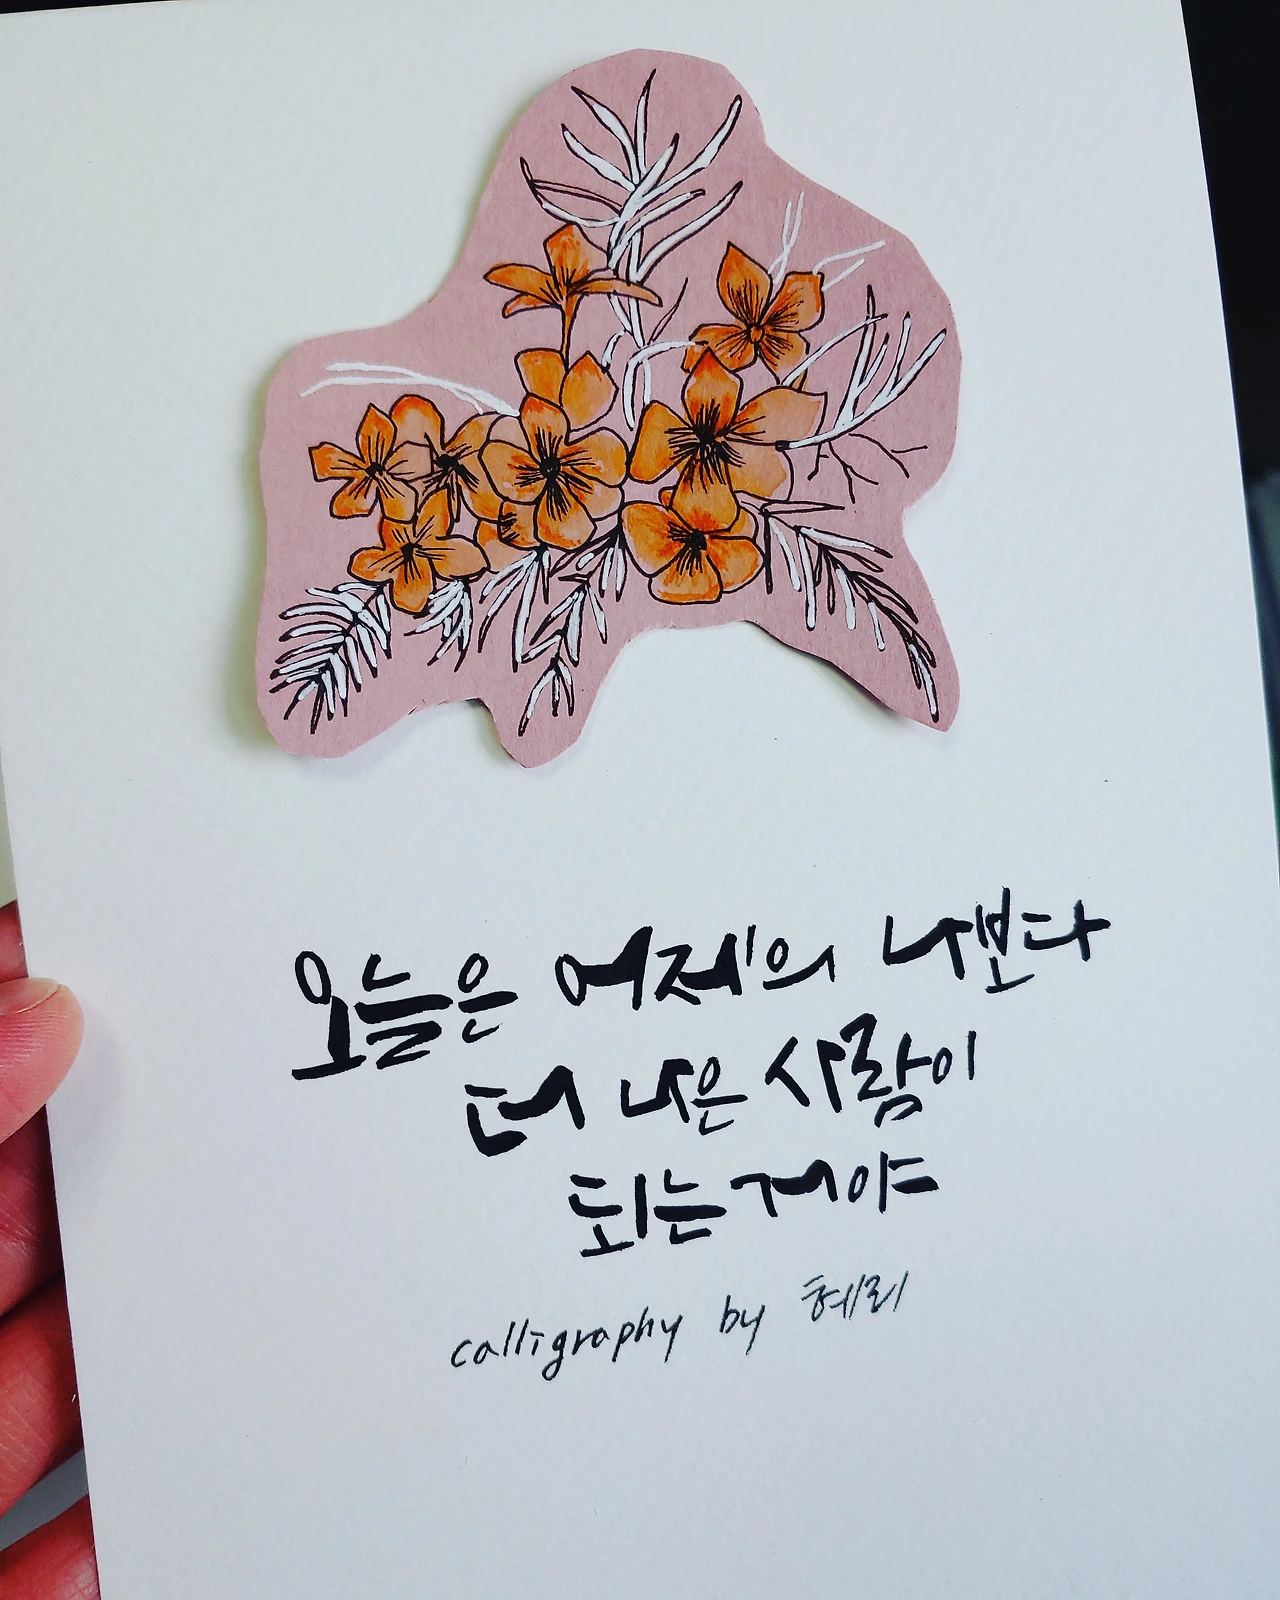 오늘은 어제의 나보다
더 나은 사람이
되는거야
calligraphy by 혜리